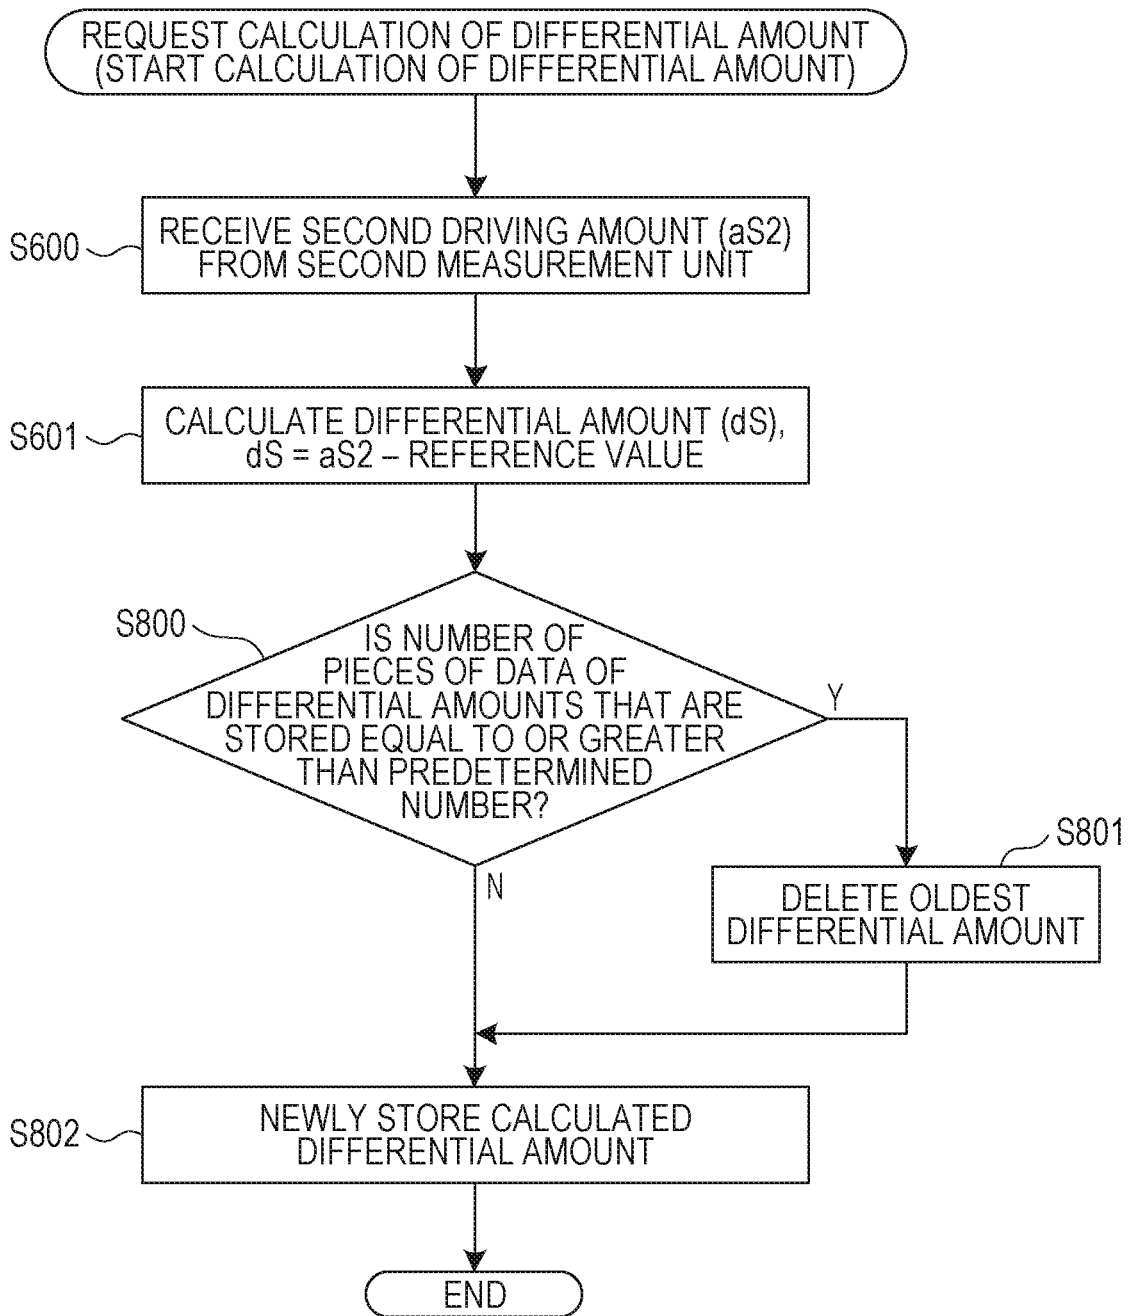 REQUEST CALCULATION OF DIFFERENTIAL AMOUNT
(START CALCULATION OF DIFFERENTIAL AMOUNT)
S600
RECEIVE SECOND DRIVING AMOUNT (aS2)
FROM SECOND MEASUREMENT UNIT
S601
CALCULATE DIFFERENTIAL AMOUNT (dS),
dS = aS2 – REFERENCE VALUE
S800
IS NUMBER OF
PIECES OF DATA OF
DIFFERENTIAL AMOUNTS THAT ARE
STORED EQUAL TO OR GREATER
THAN PREDETERMINED
NUMBER?
Y
N
S801
DELETE OLDEST
DIFFERENTIAL AMOUNT
S802
NEWLY STORE CALCULATED
DIFFERENTIAL AMOUNT
END